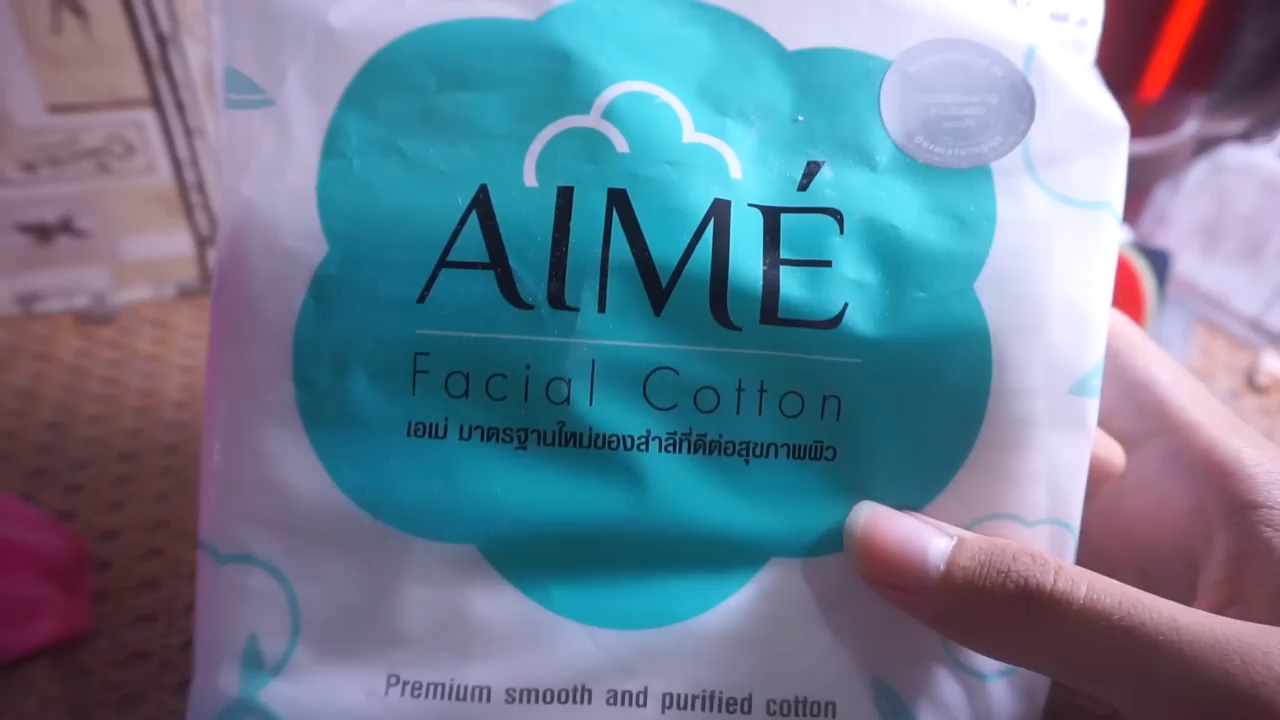 Dermatologist
AIMÉ
Facial Cotton
เอเม่ มาตรฐานใหม่ของสำลีที่ดีต่อสุขภาพผิว
Premium smooth and purified cotton